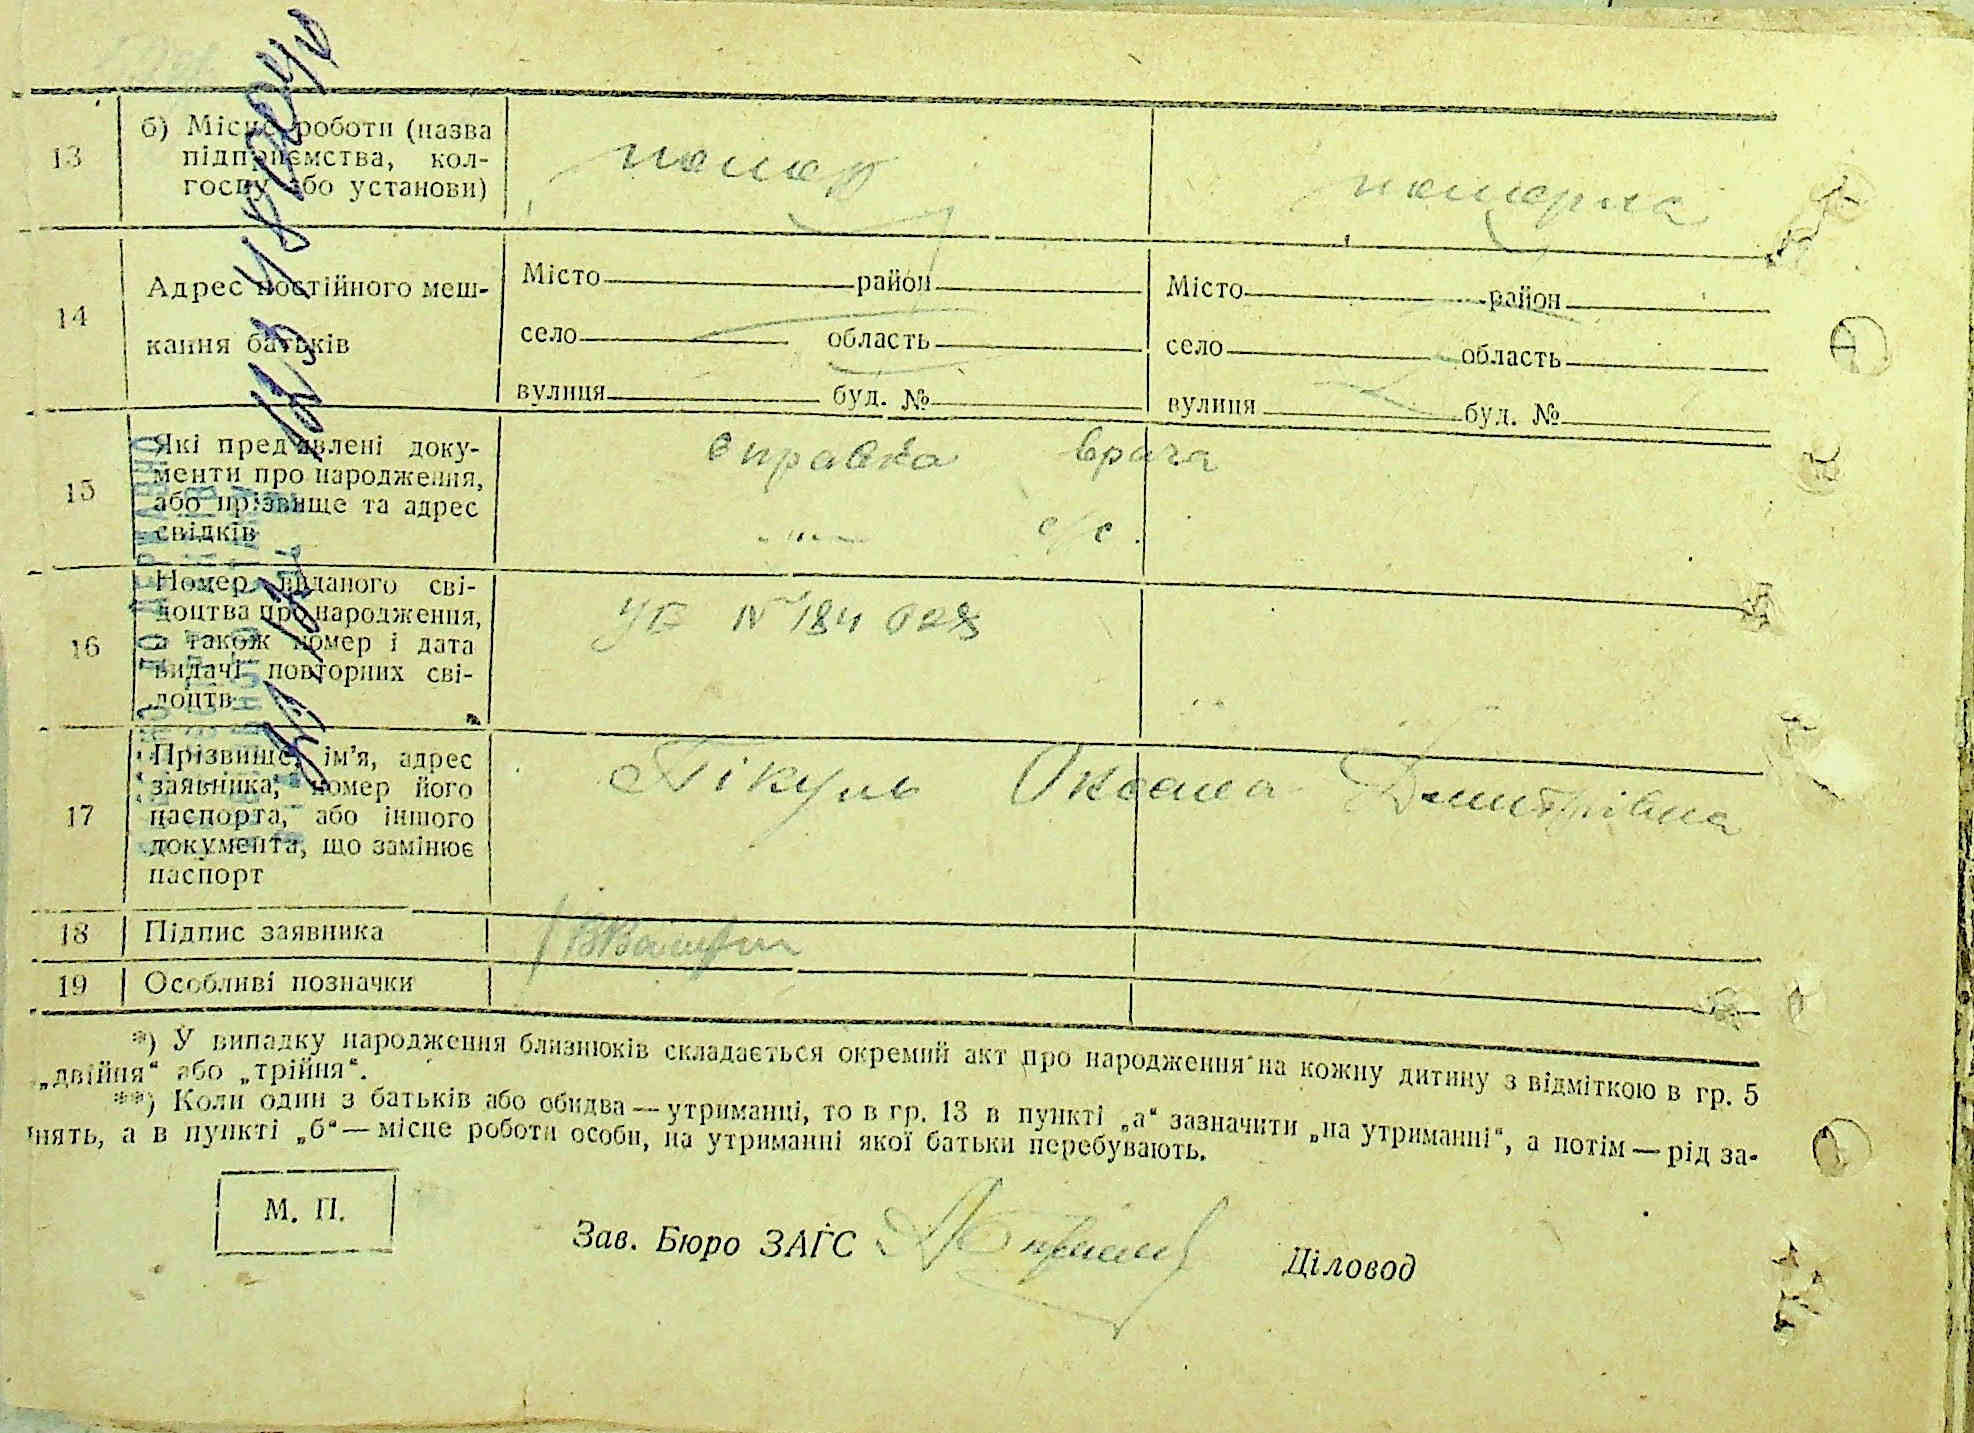 13
б) Місце роботи (назва
підприємства, кол-
госпу або установи)
помер
померла
14
Адрес постійного меш-
кання батьків
Місто район
село область
вулиця буд. №
Місто район
село область
вулиця буд. №
15
Які пред'явлені доку-
менти про народження,
або прізвище та адрес
свідків
справка врача
с/с
16
Номер виданого сві-
доцтва про народження,
а також номер і дата
видачі повторних сві-
доцтв
УБ № 184028
17
Прізвище, ім’я, адрес
заявника, номер його
паспорта, або іншого
документа, що замінює
паспорт
Пікуль Оксана Дмитрівна
18
Підпис заявника
19
Особливі позначки
*) У випадку народження близнюків складається окремий акт про народження на кожну дитину з відміткою в гр. 5
„двійня“ або „трійня“.
**) Коли один з батьків або обидва—утриманці, то в гр. 13 в пункті „а“ зазначити „на утриманні“, а потім—рід за-
нять, а в пункті „б“—місце роботи особи, на утриманні якої батьки перебувають.
М. П.
Зав. Бюро ЗАГС
Діловод